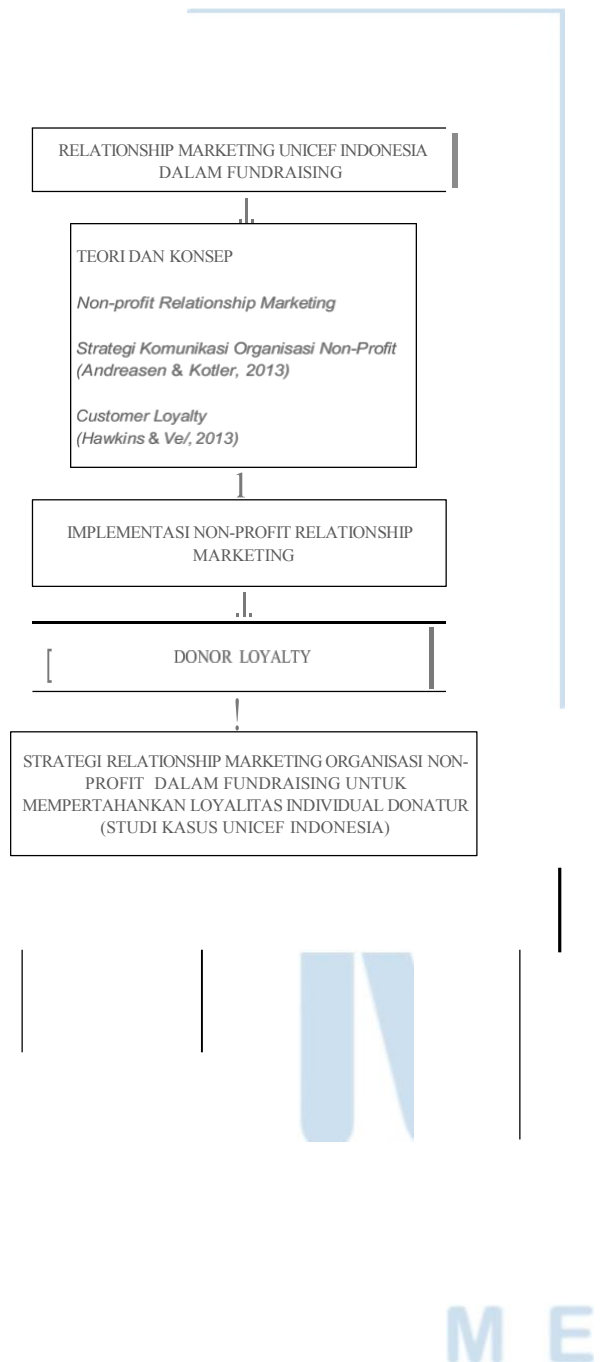 RELATIONSHIP MARKETING UNICEF INDONESIA
DALAM FUNDRAISING
TEORI DAN KONSEP
Non-profit Relationship Marketing
Strategi Komunikasi Organisasi Non-Profit
(Andreasen & Kotler, 2013)
Customer Loyalty
(Hawkins & Ve/, 2013)
IMPLEMENTASI NON-PROFIT RELATIONSHIP
MARKETING
DONOR LOYALTY
STRATEGI RELATIONSHIP MARKETING ORGANISASI NON-
PROFIT DALAM FUNDRAISING UNTUK
MEMPERTAHANKAN LOYALITAS INDIVIDUAL DONATUR
(STUDI KASUS UNICEF INDONESIA)
M E